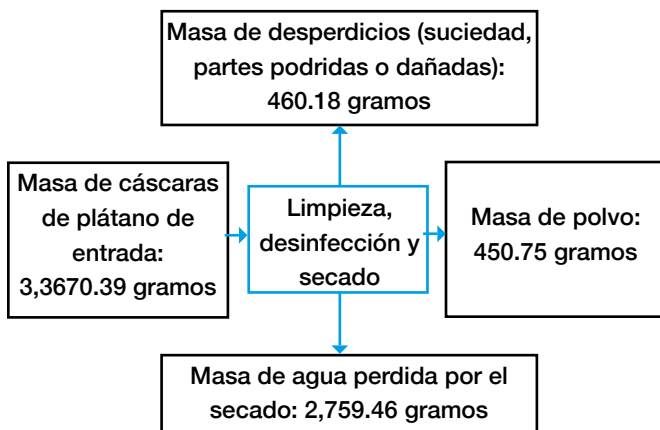 Masa de desperdicios (suciedad,
partes podridas o dañadas):
460.18 gramos
Masa de cáscaras
de plátano de
entrada:
3,3670.39 gramos
Limpieza,
desinfección y
secado
Masa de polvo:
450.75 gramos
Masa de agua perdida por el
secado: 2,759.46 gramos